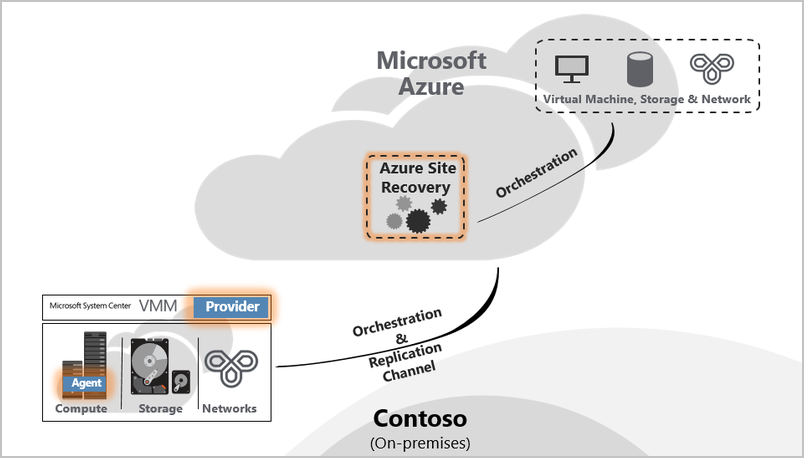 Microsoft
Azure
Virtual Machine, Storage & Network
Azure Site
Recovery
Orchestration
Microsoft System Center VMM Provider
Orchestration
&
Replication
Channel
Agent
Compute Storage Networks
Contoso
(On-premises)